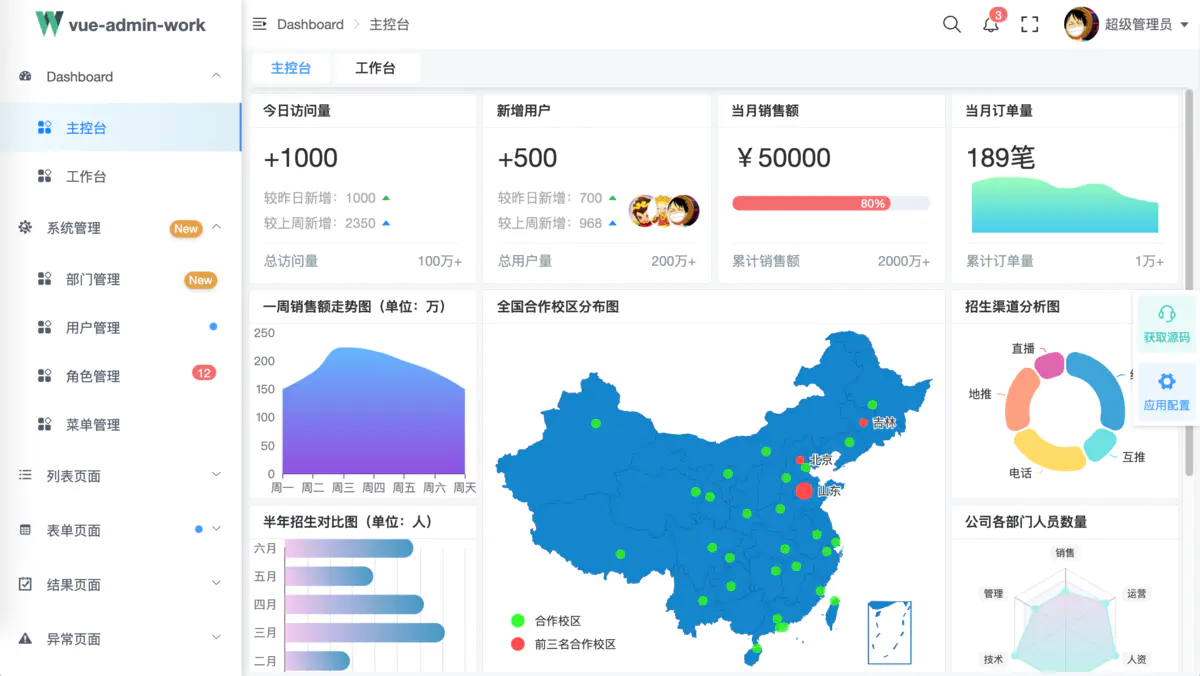 vue-admin-work
Dashboard
主控台
工作台
系统管理 New
部门管理 New
用户管理
角色管理 12
菜单管理
列表页面
表单页面
结果页面
异常页面
Dashboard 主控台
3
超级管理员
主控台 工作台
今日访问量
+1000
较昨日新增： 1000
较上周新增： 2350
总访问量 100万+
新增用户
+500
较昨日新增： 700
较上周新增： 968
总用户量 200万+
当月销售额
￥50000
80%
累计销售额 2000万+
当月订单量
189笔
累计订单量 1万+
一周销售额走势图（单位：万）
250
200
150
100
50
0
周一 周二 周三 周四 周五 周六 周天
半年招生对比图（单位：人）
六月
五月
四月
三月
二月
全国合作校区分布图
吉林
北京
山东
合作校区
前三名合作校区
招生渠道分析图
直播
地推
电话
互推
获取源码
应用配置
公司各部门人员数量
销售
管理
运营
技术
人资